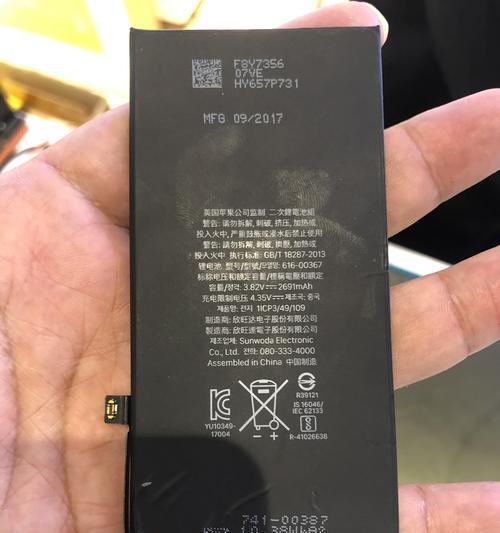 F8Y7356
07VE
HY657P731
MFG 09/2017
美国苹果公司监制 二次鋰電池組
警告: 请勿拆解, 刺破, 挤压, 加热或
投入火中, 严重鼓胀或浸水后禁止使用
警告: 請勿拆解, 刺破, 擠壓, 加熱或
投入火中 执行标准: GB/T 18287-2013
锂电池 型号/型號/모델명: 616-00367
标称电压和额定容量/標稱電壓和額定
容量/정격: 3.82V⎓2691mAh
充电限制电压 4.35V 제조국: 중국
제품명: 전지 1ICP3/49/109
制造商: 欣旺达电子股份有限公司
製造商: 欣旺達電子股份有限公司
제조업체: Sunwoda Electronic
Co., Ltd. 전화: 080-333-4000
Assembled in China 中国制造
R39121
IS 16046/
IEC 62133
YU10349-
17004
R-41026638
741-00387